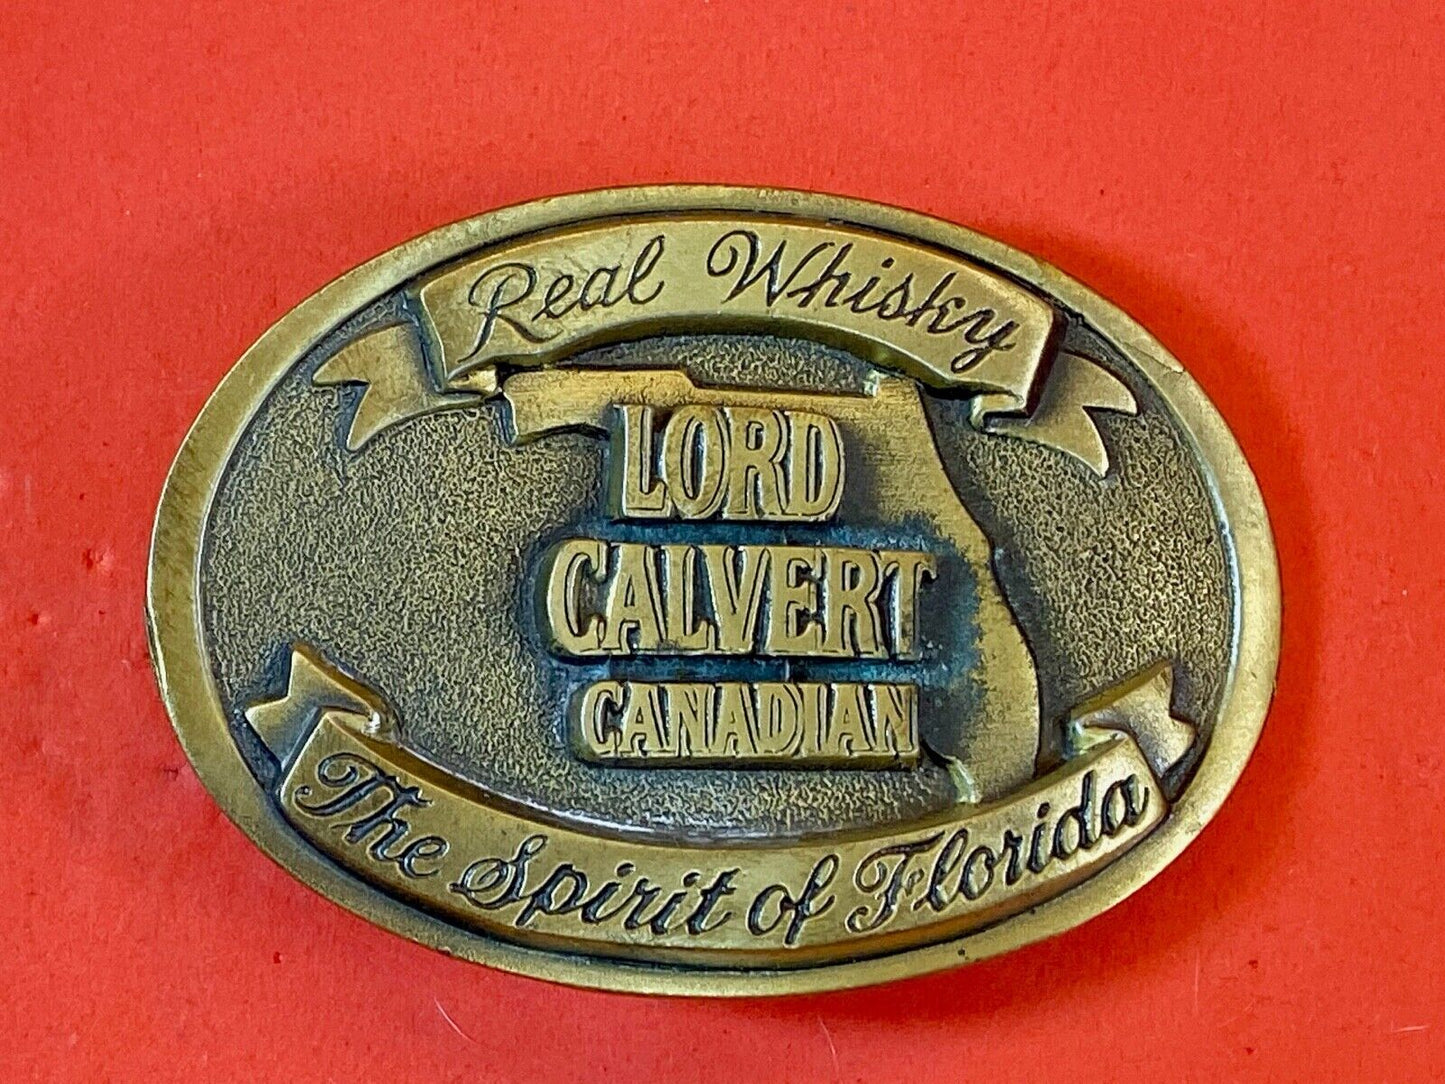 Real Whisky
LORD
CALVERT
CANADIAN
The Spirit of Florida